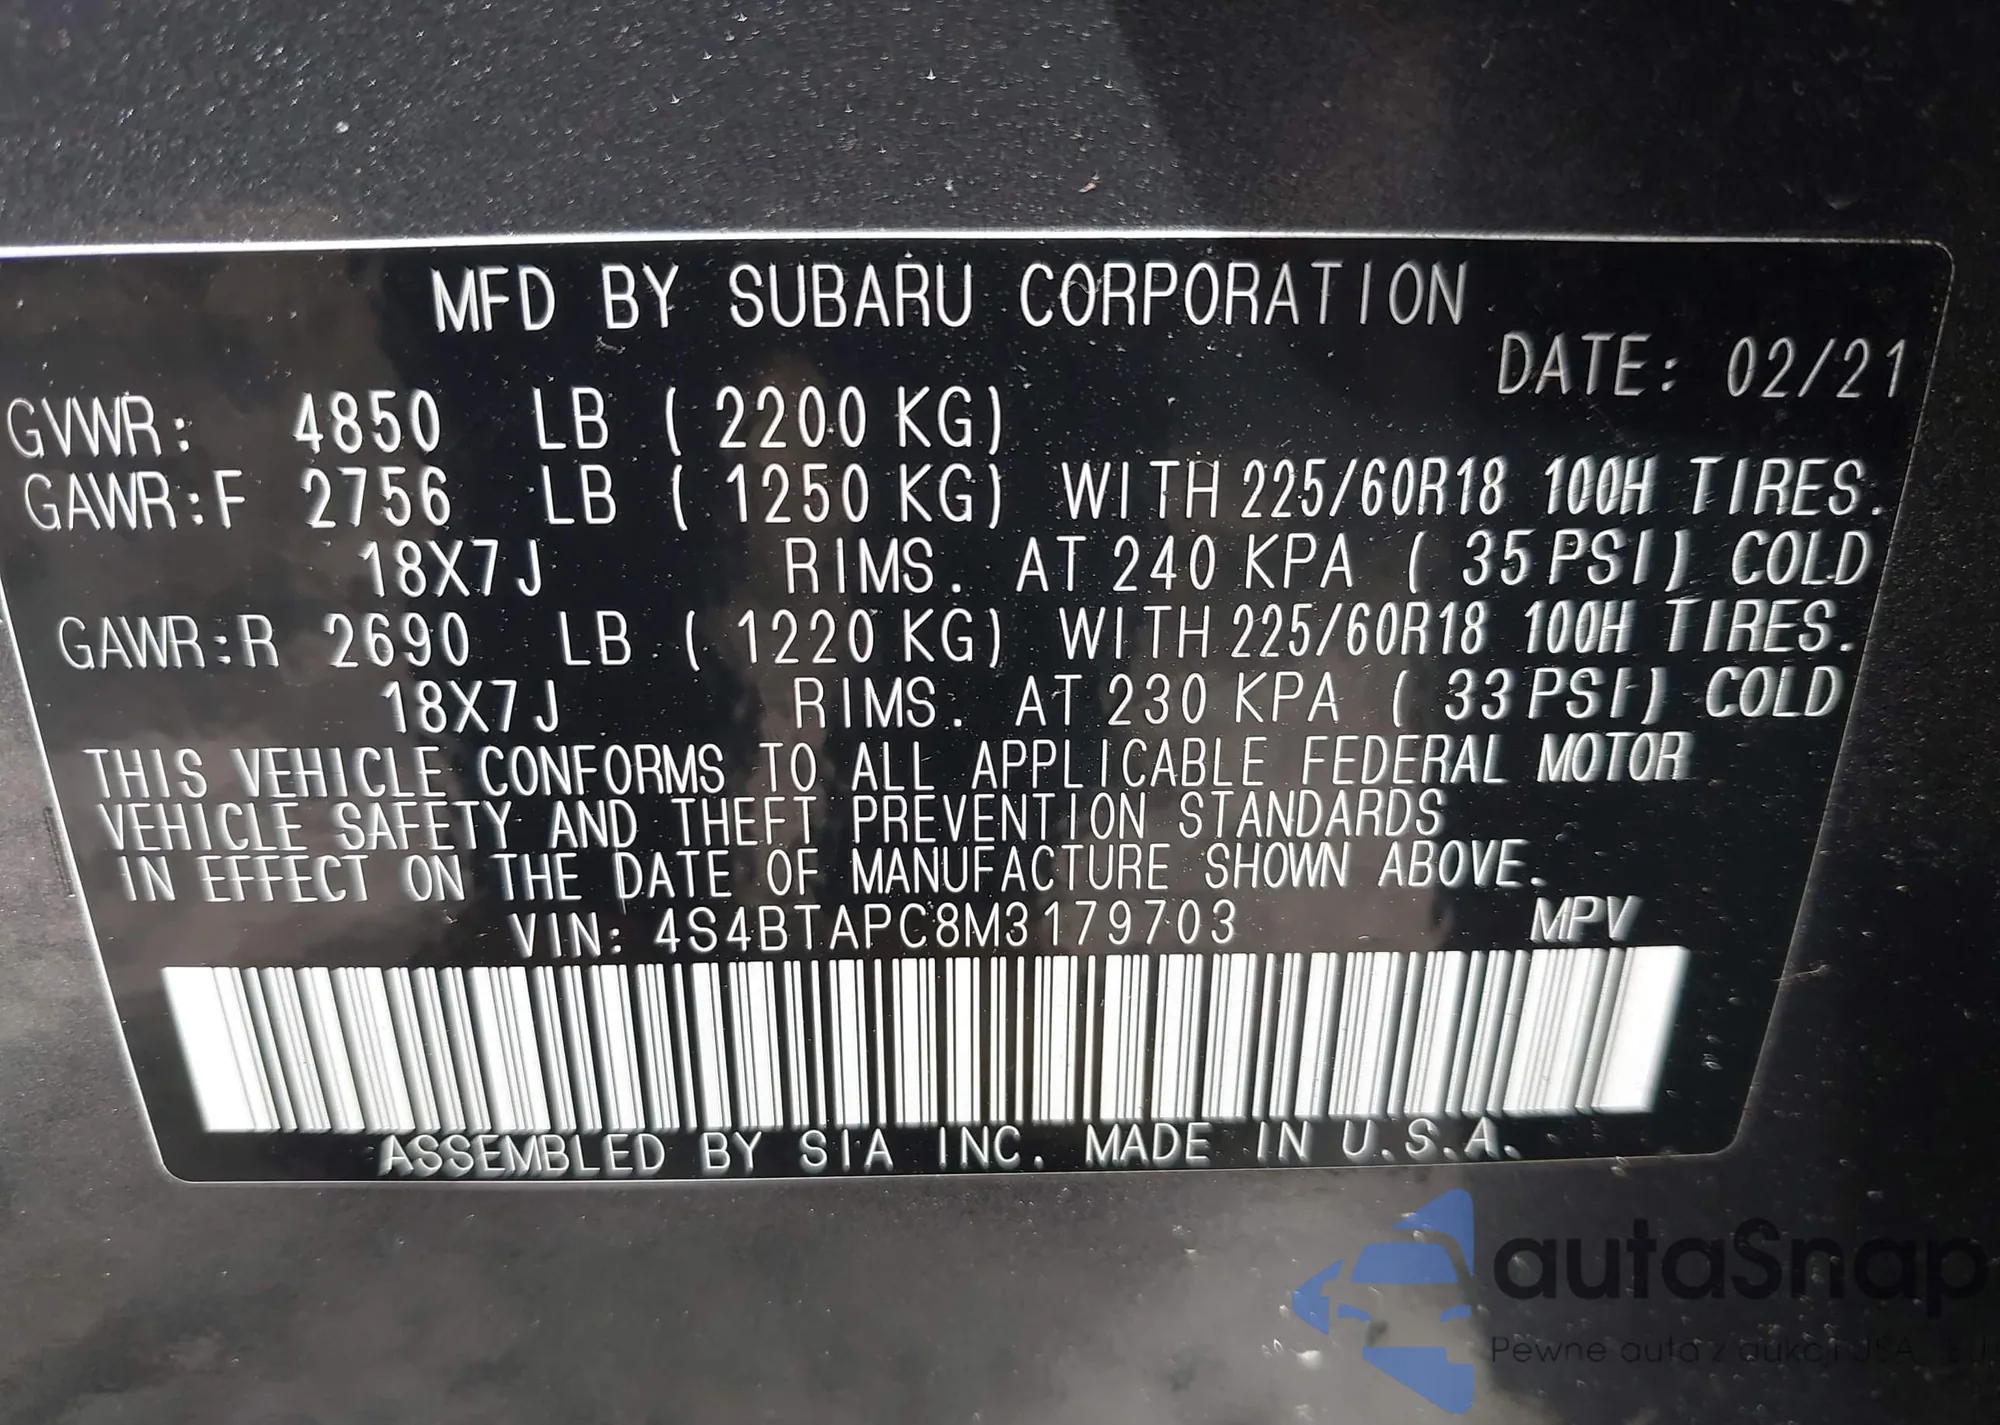 MFD BY SUBARU CORPORATION
DATE: 02/21
GVWR: 4850 LB ( 2200 KG)
GAWR:F 2756 LB ( 1250 KG) WITH 225/60R18 100H TIRES.
18X7J RIMS. AT 240 KPA ( 35 PSI) COLD
GAWR:R 2690 LB ( 1220 KG) WITH 225/60R18 100H TIRES.
18X7J RIMS. AT 230 KPA ( 33 PSI) COLD
THIS VEHICLE CONFORMS TO ALL APPLICABLE FEDERAL MOTOR
VEHICLE SAFETY AND THEFT PREVENTION STANDARDS
IN EFFECT ON THE DATE OF MANUFACTURE SHOWN ABOVE.
VIN: 4S4BTAPC8M3179703 MPV
ASSEMBLED BY SIA INC. MADE IN U.S.A.
autaSnap
Pewne auta z aukcji USA